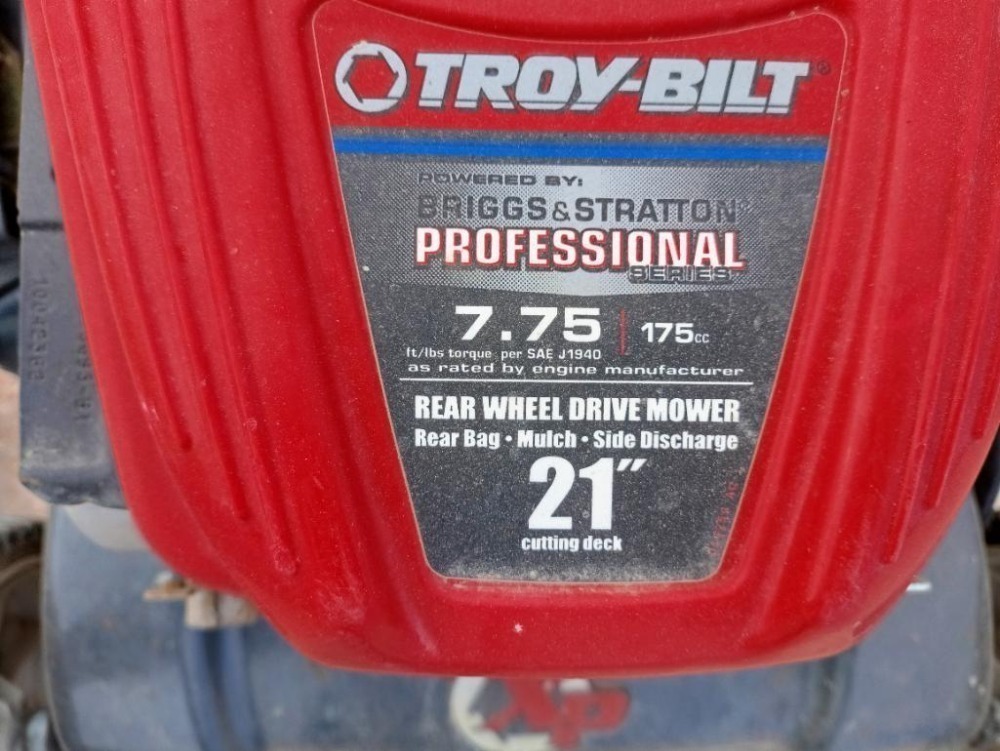 TROY-BILT®
POWERED BY:
BRIGGS & STRATTON®
PROFESSIONAL
SERIES
7.75 175cc
ft/lbs torque per SAE J1940
as rated by engine manufacturer
REAR WHEEL DRIVE MOWER
Rear Bag • Mulch • Side Discharge
21"
cutting deck
XP